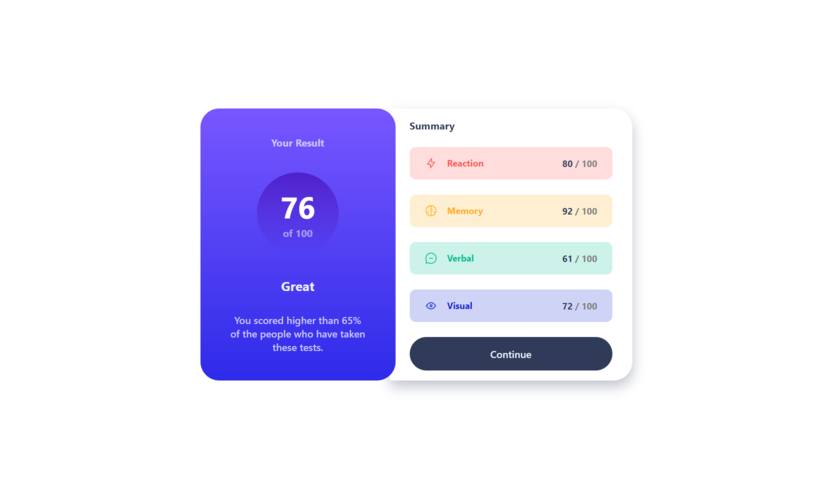 Your Result
76
of 100
Great
You scored higher than 65%
of the people who have taken
these tests.
Summary
Reaction 80 / 100
Memory 92 / 100
Verbal 61 / 100
Visual 72 / 100
Continue